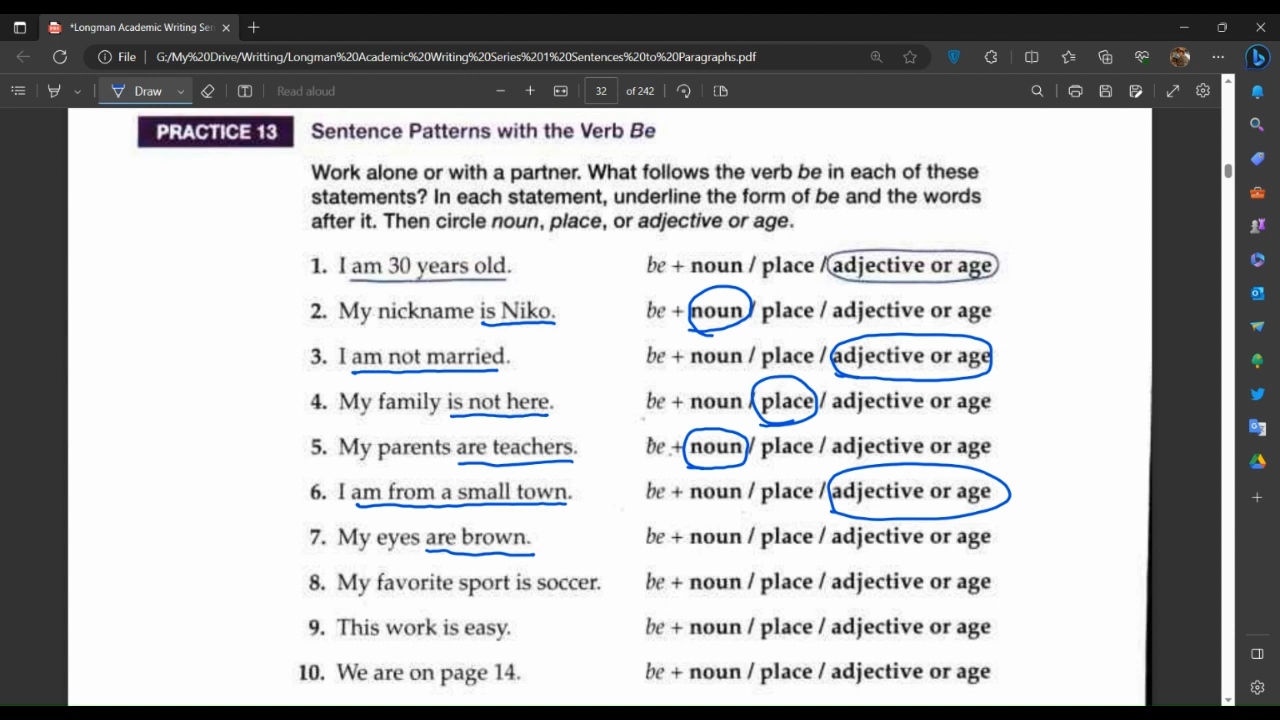 *Longman Academic Writing Ser
File G:/My%20Drive/Writting/Longman%20Academic%20Writing%20Series%201%20Sentences%20to%20Paragraphs.pdf
Draw Read aloud 32 of 242
PRACTICE 13 Sentence Patterns with the Verb Be
Work alone or with a partner. What follows the verb be in each of these
statements? In each statement, underline the form of be and the words
after it. Then circle noun, place, or adjective or age.
1. I am 30 years old. be + noun / place / adjective or age
2. My nickname is Niko. be + noun / place / adjective or age
3. I am not married. be + noun / place / adjective or age
4. My family is not here. be + noun / place / adjective or age
5. My parents are teachers. be + noun / place / adjective or age
6. I am from a small town. be + noun / place / adjective or age
7. My eyes are brown. be + noun / place / adjective or age
8. My favorite sport is soccer. be + noun / place / adjective or age
9. This work is easy. be + noun / place / adjective or age
10. We are on page 14. be + noun / place / adjective or age